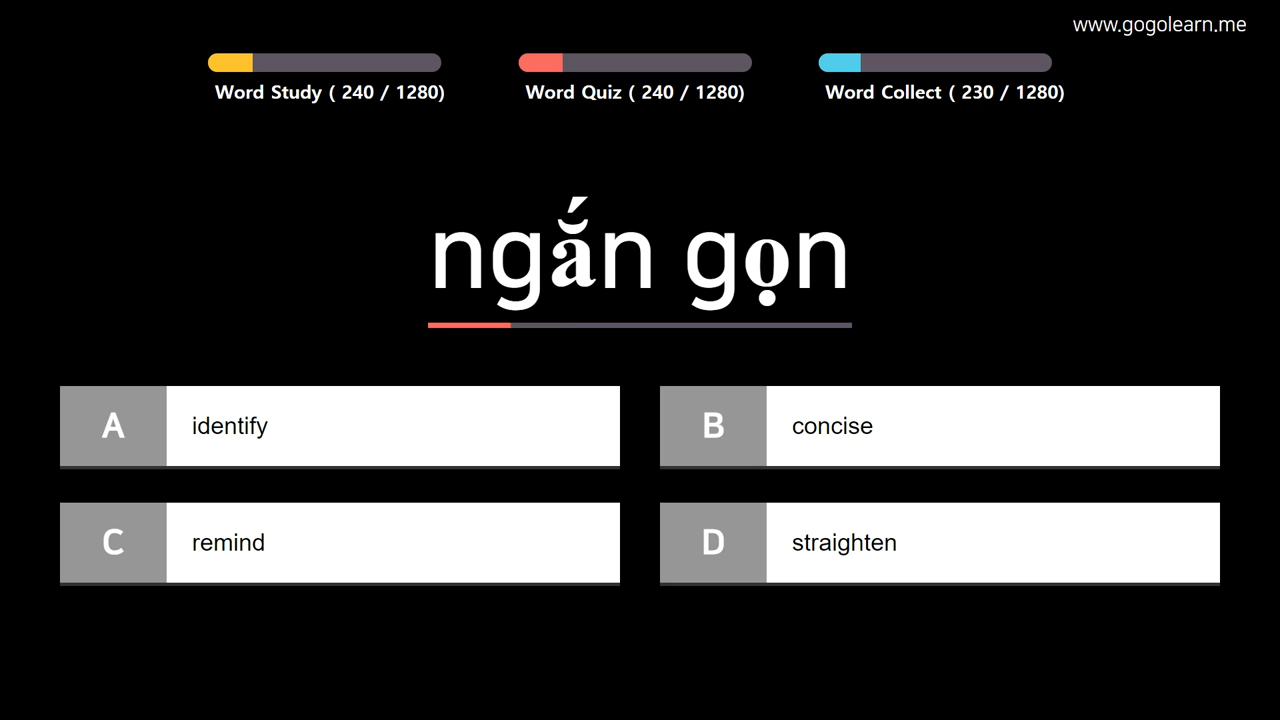 www.gogolearn.me
Word Study ( 240 / 1280)
Word Quiz ( 240 / 1280)
Word Collect ( 230 / 1280)
ngắn gọn
A identify
B concise
C remind
D straighten